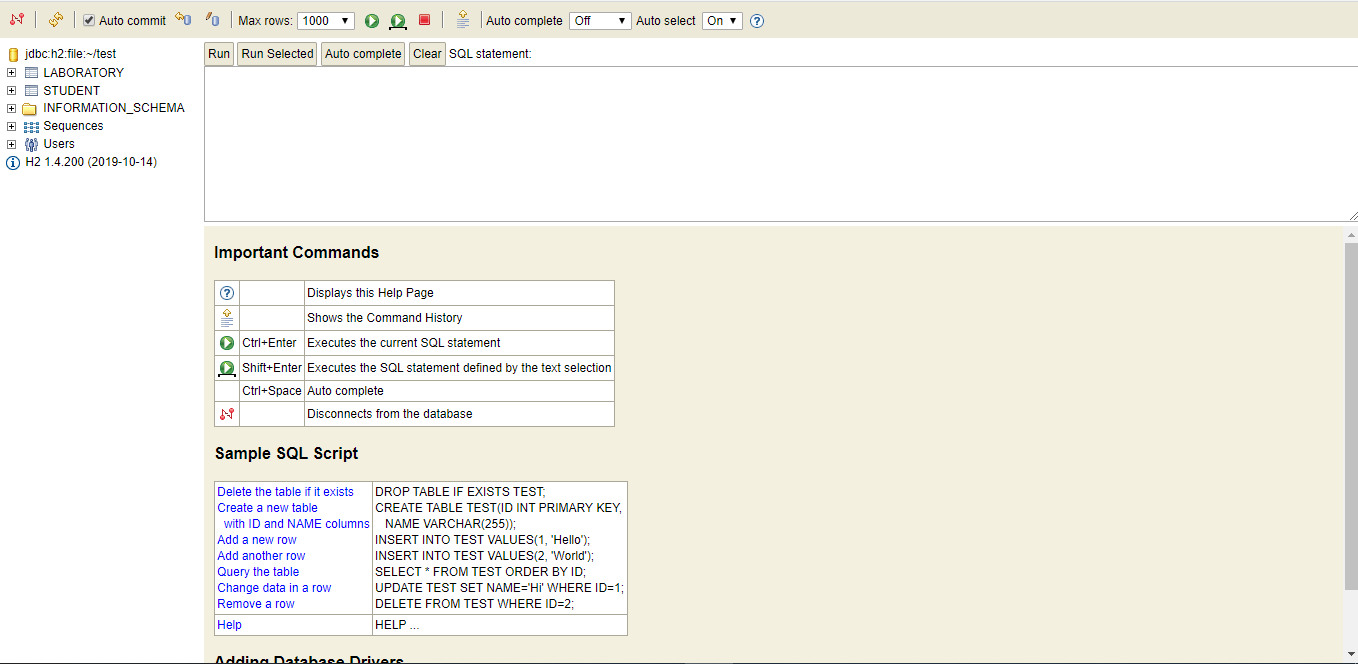 Auto commit Max rows: 1000 Auto complete Off Auto select On
jdbc:h2:file:~/test
LABORATORY
STUDENT
INFORMATION_SCHEMA
Sequences
Users
H2 1.4.200 (2019-10-14)
Run Run Selected Auto complete Clear SQL statement:
Important Commands
Displays this Help Page
Shows the Command History
Ctrl+Enter Executes the current SQL statement
Shift+Enter Executes the SQL statement defined by the text selection
Ctrl+Space Auto complete
Disconnects from the database
Sample SQL Script
Delete the table if it exists DROP TABLE IF EXISTS TEST;
Create a new table CREATE TABLE TEST(ID INT PRIMARY KEY,
with ID and NAME columns NAME VARCHAR(255));
Add a new row INSERT INTO TEST VALUES(1, 'Hello');
Add another row INSERT INTO TEST VALUES(2, 'World');
Query the table SELECT * FROM TEST ORDER BY ID;
Change data in a row UPDATE TEST SET NAME='Hi' WHERE ID=1;
Remove a row DELETE FROM TEST WHERE ID=2;
Help HELP ...
Adding Database Drivers